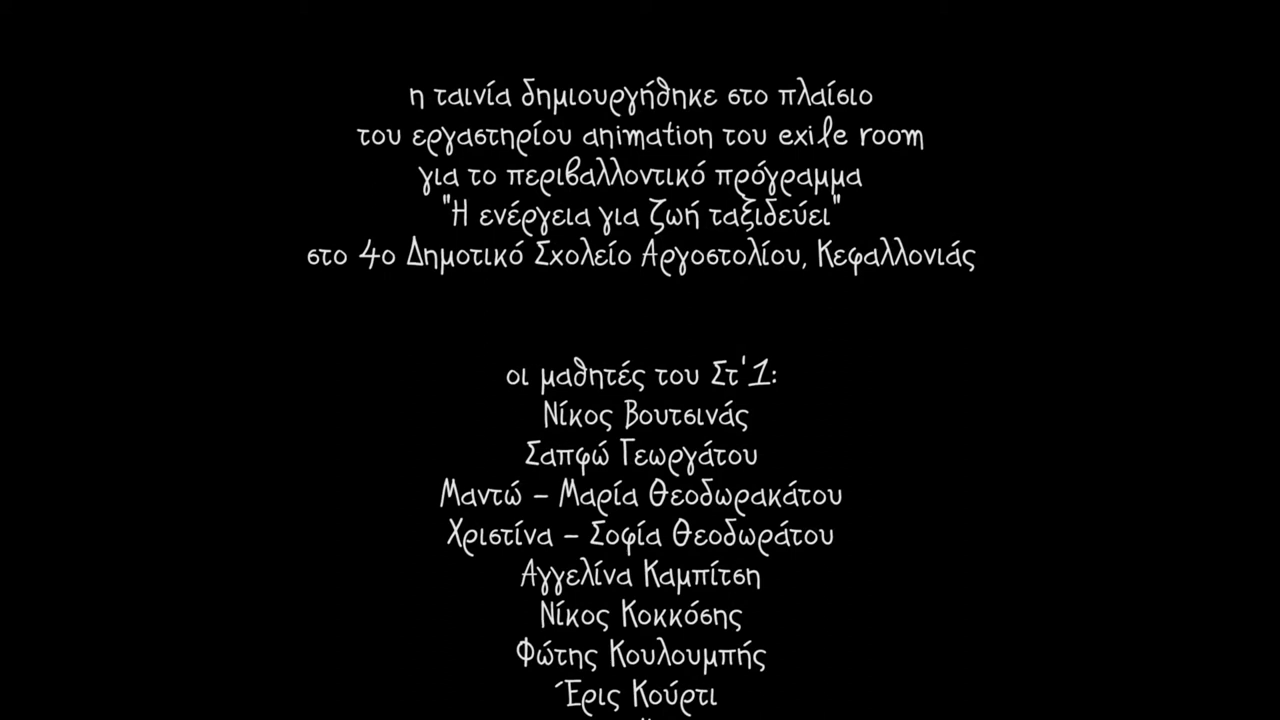 η ταινία δημιουργήθηκε στο πλαίσιο
του εργαστηρίου animation του exile room
για το περιβαλλοντικό πρόγραμμα
"Η ενέργεια για ζωή ταξιδεύει"
στο 4ο Δημοτικό Σχολείο Αργοστολίου, Κεφαλλονιάς
οι μαθητές του Στ'1:
Νίκος Βουτσινάς
Σαπφώ Γεωργάτου
Μαντώ – Μαρία Θεοδωρακάτου
Χριστίνα – Σοφία Θεοδωράτου
Αγγελίνα Καμπίτση
Νίκος Κοκκόσης
Φώτης Κουλουμπής
Έρις Κούρτι